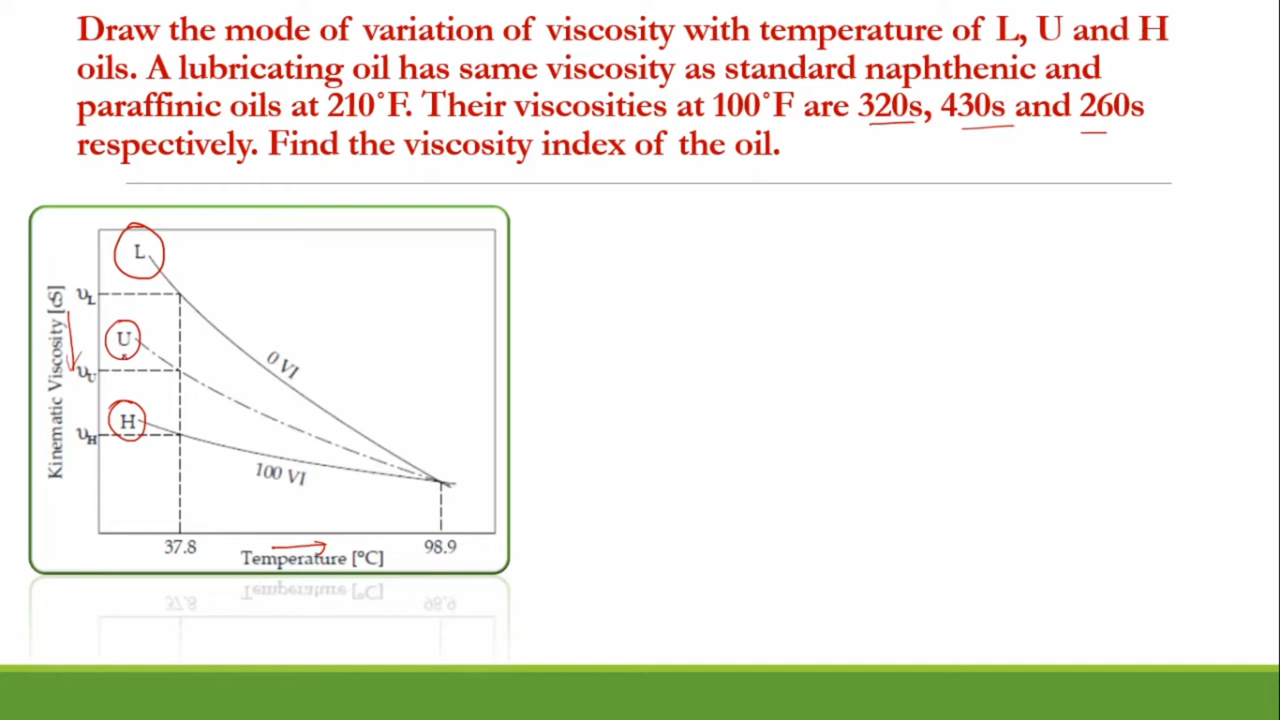 Draw the mode of variation of viscosity with temperature of L, U and H
oils. A lubricating oil has same viscosity as standard naphthenic and
paraffinic oils at 210˚F. Their viscosities at 100˚F are 320s, 430s and 260s
respectively. Find the viscosity index of the oil.
L
υL
U
υU
H
υH
Kinematic Viscosity [cS]
0 VI
100 VI
37.8
98.9
Temperature [°C]